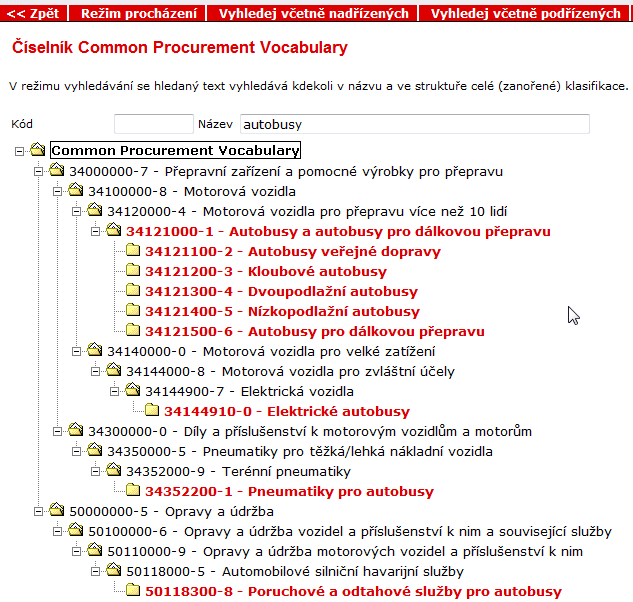 << Zpět Režim procházení Vyhledej včetně nadřízených Vyhledej včetně podřízených
Číselník Common Procurement Vocabulary
V režimu vyhledávání se hledaný text vyhledává kdekoli v názvu a ve struktuře celé (zanořené) klasifikace.
Kód Název autobusy
Common Procurement Vocabulary
34000000-7 - Přepravní zařízení a pomocné výrobky pro přepravu
34100000-8 - Motorová vozidla
34120000-4 - Motorová vozidla pro přepravu více než 10 lidí
34121000-1 - Autobusy a autobusy pro dálkovou přepravu
34121100-2 - Autobusy veřejné dopravy
34121200-3 - Kloubové autobusy
34121300-4 - Dvoupodlažní autobusy
34121400-5 - Nízkopodlažní autobusy
34121500-6 - Autobusy pro dálkovou přepravu
34140000-0 - Motorová vozidla pro velké zatížení
34144000-8 - Motorová vozidla pro zvláštní účely
34144900-7 - Elektrická vozidla
34144910-0 - Elektrické autobusy
34300000-0 - Díly a příslušenství k motorovým vozidlům a motorům
34350000-5 - Pneumatiky pro těžká/lehká nákladní vozidla
34352000-9 - Terénní pneumatiky
34352200-1 - Pneumatiky pro autobusy
50000000-5 - Opravy a údržba
50100000-6 - Opravy a údržba vozidel a příslušenství k nim a související služby
50110000-9 - Opravy a údržba motorových vozidel a příslušenství k nim
50118000-5 - Automobilové silniční havarijní služby
50118300-8 - Poruchové a odtahové služby pro autobusy